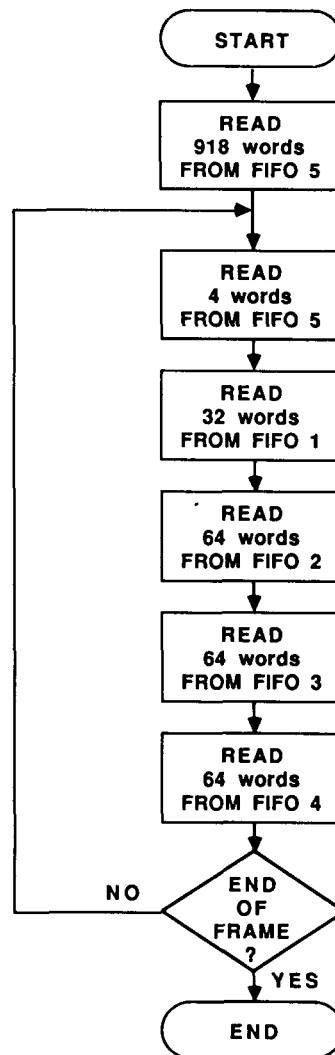 START
READ
918 words
FROM FIFO 5
READ
4 words
FROM FIFO 5
READ
32 words
FROM FIFO 1
READ
64 words
FROM FIFO 2
READ
64 words
FROM FIFO 3
READ
64 words
FROM FIFO 4
END
OF
FRAME
?
NO
YES
END